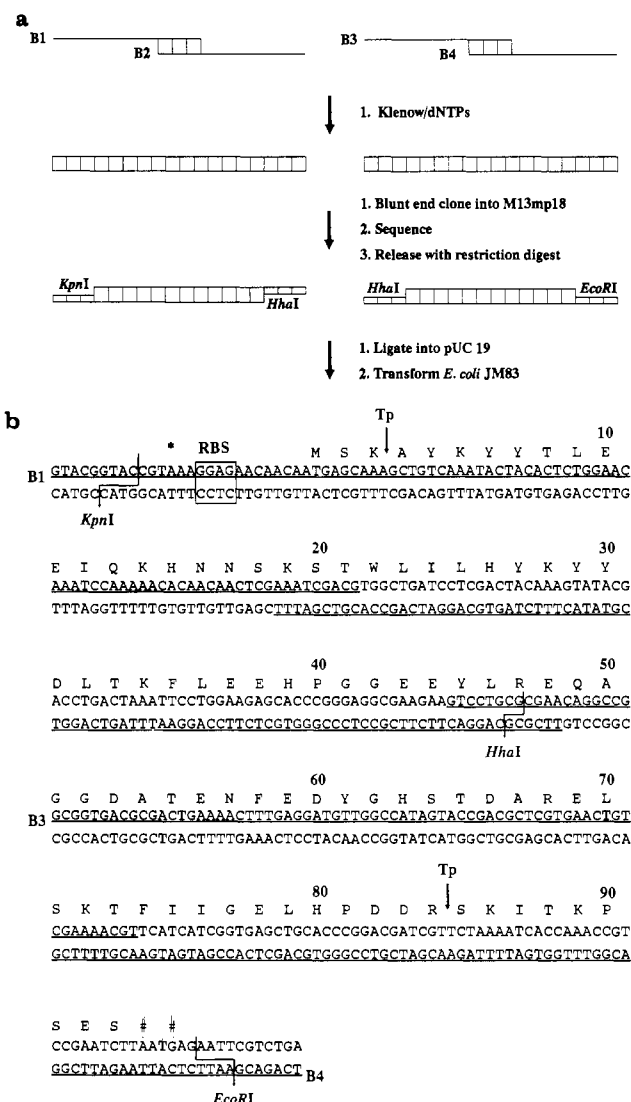 a
B1
B2
B3
B4
1. Klenow/dNTPs
1. Blunt end clone into M13mp18
2. Sequence
3. Release with restriction digest
KpnI
HhaI
HhaI
EcoRI
1. Ligate into pUC 19
2. Transform E. coli JM83
b
Tp
* RBS 10
M S K A Y K Y Y T L E
B1 GTACGGTACCGTAAAGGAGAACAACAATGAGCAAAGCTGTCAAATACTACACTCTGGAAC
CATGCCATGGCATTTCCTCTTGTTGTTACTCGTTTCGACAGTTTATGATGTGAGACCTTG
KpnI
20 30
E I Q K H N N S K S T W L I L H Y K Y Y
AAATCCAAAAACACAACAACTCGAAATCGACGTGGCTGATCCTCGACTACAAAGTATACG
TTTAGGTTTTTGTGTTGTTGAGCTTTAGCTGCACCGACTAGGACGTGATCTTTCATATGC
40 50
D L T K F L E E H P G G E E Y L R E Q A
ACCTGACTAAATTCCTGGAAGAGCACCCGGGAGGCGAAGAAGTCCTGCGCGAACAGGCCG
TGGACTGATTTAAGGACCTTCTCGTGGGCCCTCCGCTTCTTCAGGACGCGCTTGTCCGGC
HhaI
60 70
G G D A T E N F E D Y G H S T D A R E L
B3 GCGGTGACGCGACTGAAAACTTTGAGGATGTTGGCCATAGTACCGACGCTCGTGAACTGT
CGCCACTGCGCTGACTTTTGAAACTCCTACAACCGGTATCATGGCTGCGAGCACTTGACA
80 Tp 90
S K T F I I G E L H P D D R S K I T K P
CGAAAACGTTCATCATCGGTGAGCTGCACCCGGACGATCGTTCTAAAATCACCAAACCGT
GCTTTTGCAAGTAGTAGCCACTCGACGTGGGCCTGCTAGCAAGATTTTAGTGGTTTGGCA
S E S # #
CCGAATCTTAATGAGAATTCGTCTGA
GGCTTAGAATTACTCTTAAGCAGACT B4
EcoRI